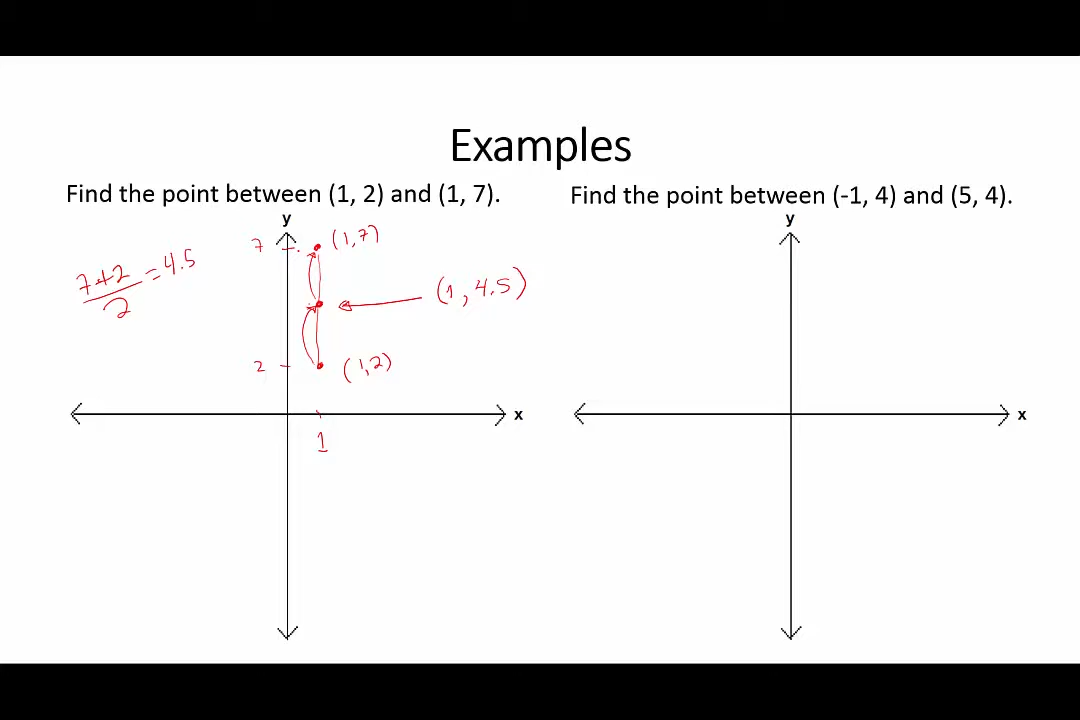 Examples
Find the point between (1, 2) and (1, 7).
y
7
(1,7)
7+2
2
=4.5
(1, 4.5)
2
(1,2)
x
1
Find the point between (-1, 4) and (5, 4).
y
x